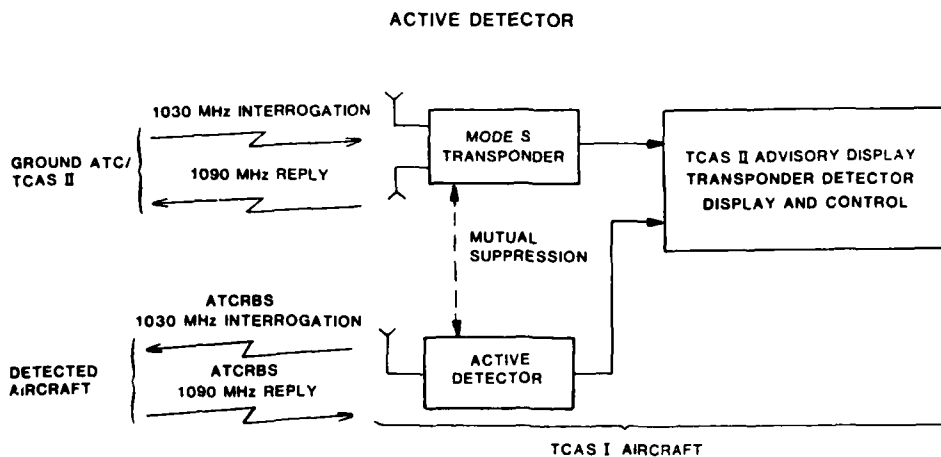 ACTIVE DETECTOR
1030 MHz INTERROGATION
GROUND ATC/
TCAS II
1090 MHz REPLY
MODE S
TRANSPONDER
TCAS II ADVISORY DISPLAY
TRANSPONDER DETECTOR
DISPLAY AND CONTROL
MUTUAL
SUPPRESSION
ATCRBS
1030 MHz INTERROGATION
DETECTED
AIRCRAFT
ATCRBS
1090 MHz REPLY
ACTIVE
DETECTOR
TCAS I AIRCRAFT